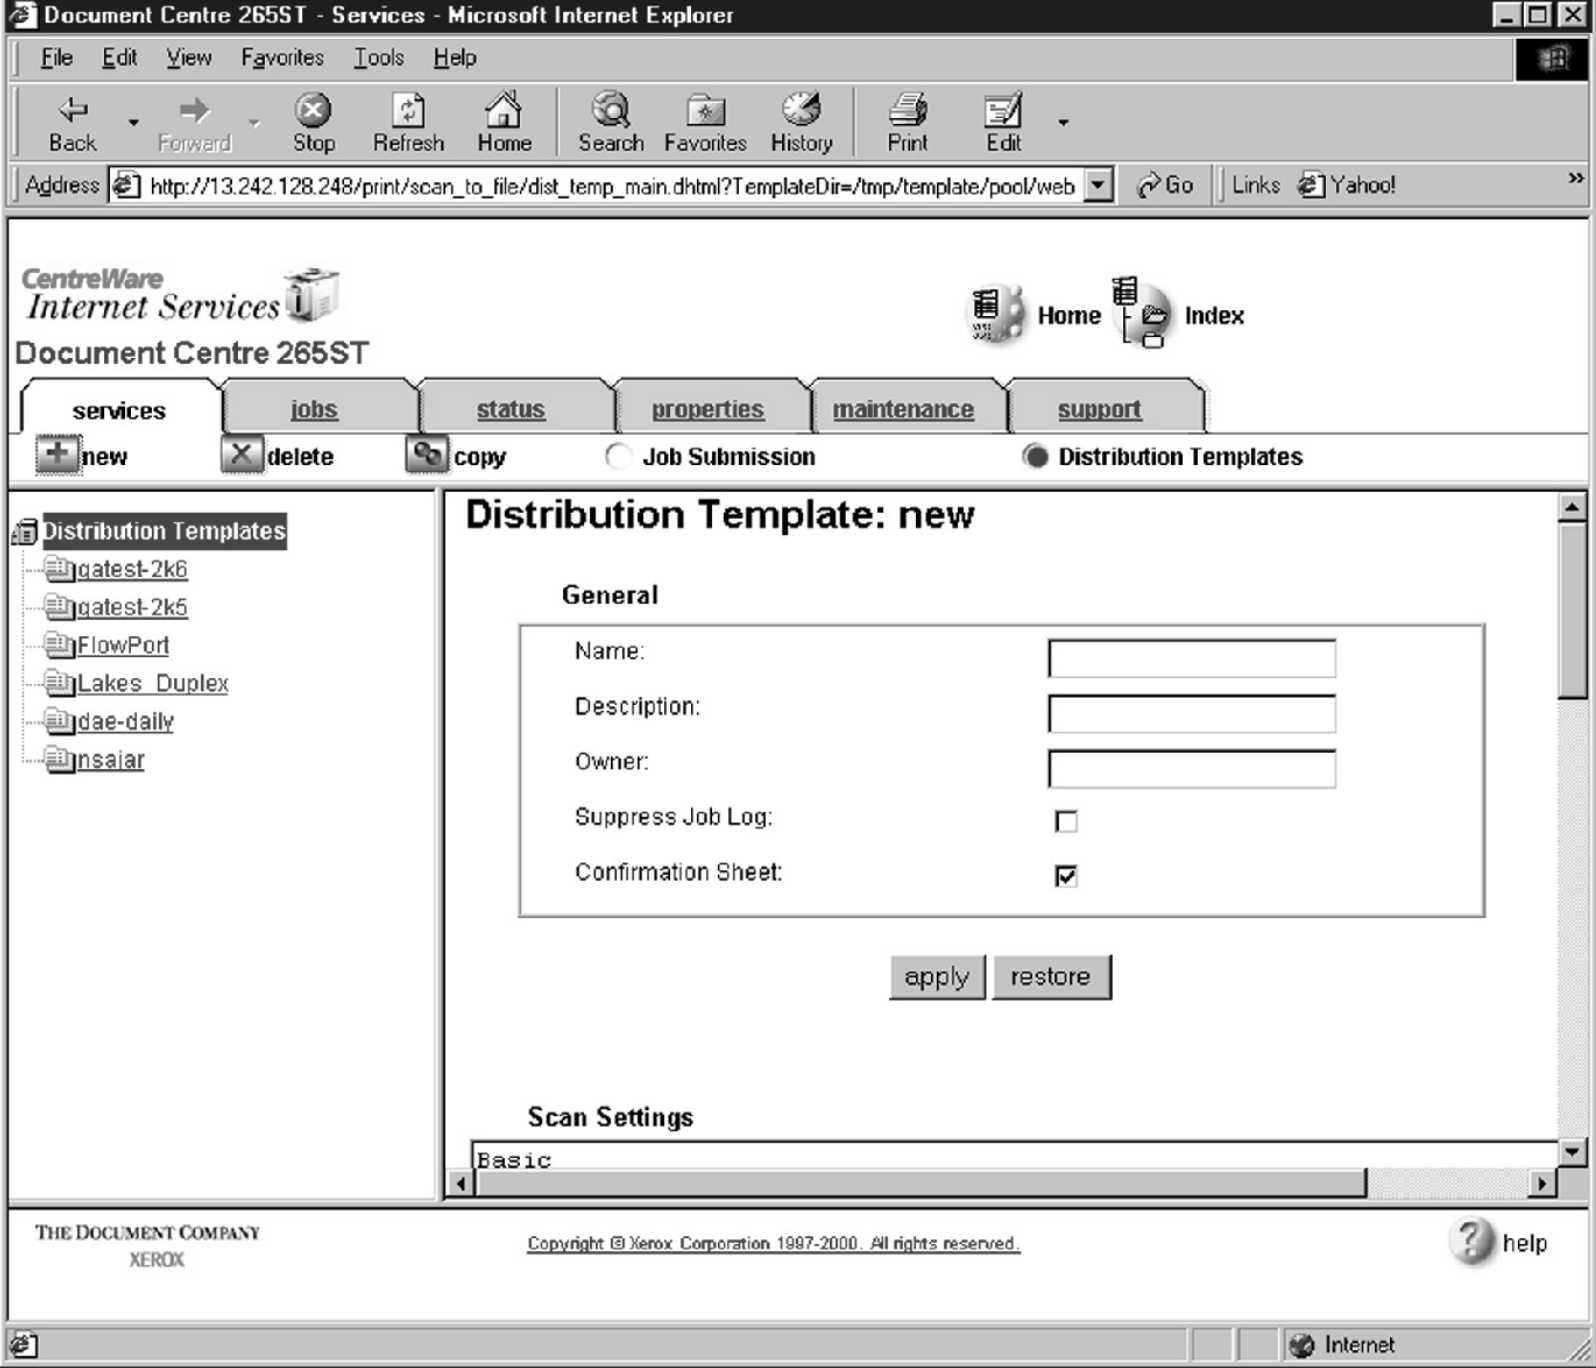 Document Centre 265ST - Services - Microsoft Internet Explorer
File Edit View Favorites Tools Help
Back Forward Stop Refresh Home Search Favorites History Print Edit
Address http://13.242.128.248/print/scan_to_file/dist_temp_main.dhtml?TemplateDir=/tmp/template/pool/web Go Links Yahoo! »
CentreWare
Internet Services
Home Index
Document Centre 265ST
services jobs status properties maintenance support
new delete copy Job Submission Distribution Templates
Distribution Templates
qatest-2k6
qatest-2k5
FlowPort
Lakes_Duplex
dae-daily
nsajar
Distribution Template: new
General
Name:
Description:
Owner:
Suppress Job Log:
Confirmation Sheet:
apply restore
Scan Settings
Basic
THE DOCUMENT COMPANY
XEROX
Copyright © Xerox Corporation 1997-2000. All rights reserved.
? help
Internet